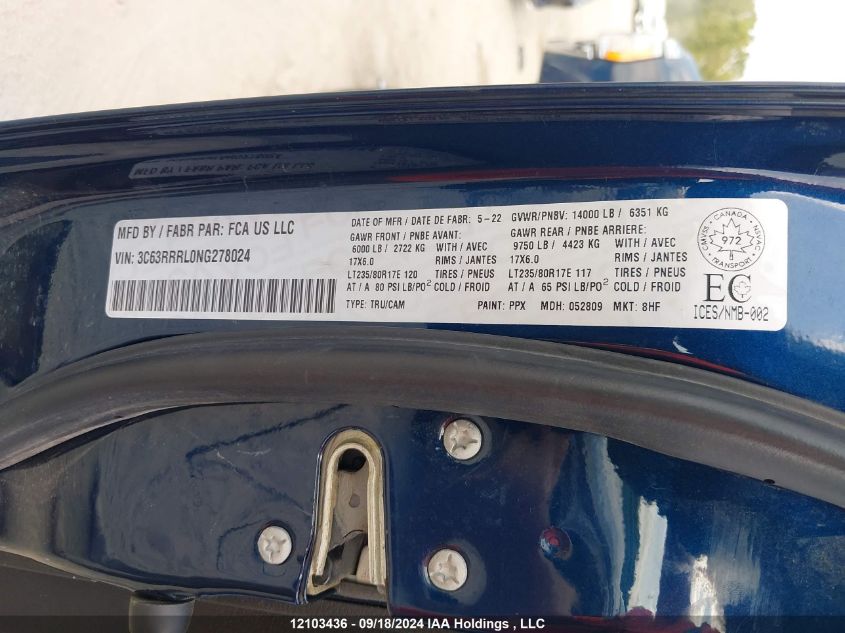 MFD BY / FABR PAR: FCA US LLC
VIN: 3C63RRRL0NG278024
DATE OF MFR / DATE DE FABR: 5-22
GAWR FRONT / PNBE AVANT:
6000 LB / 2722 KG WITH / AVEC
17X6.0 RIMS / JANTES
LT235/80R17E 120 TIRES / PNEUS
AT / A 80 PSI LB/PO² COLD / FROID
TYPE: TRU/CAM
GVWR/PNBV: 14000 LB / 6351 KG
GAWR REAR / PNBE ARRIERE:
9750 LB / 4423 KG WITH / AVEC
17X6.0 RIMS / JANTES
LT235/80R17E 117 TIRES / PNEUS
AT / A 65 PSI LB/PO² COLD / FROID
PAINT: PPX MDH: 052809 MKT: 8HF
CANADA
CMVSS NSVAC
972
TRANSPORT
EC
ICES/NMB-002
12103436 - 09/18/2024 IAA Holdings , LLC